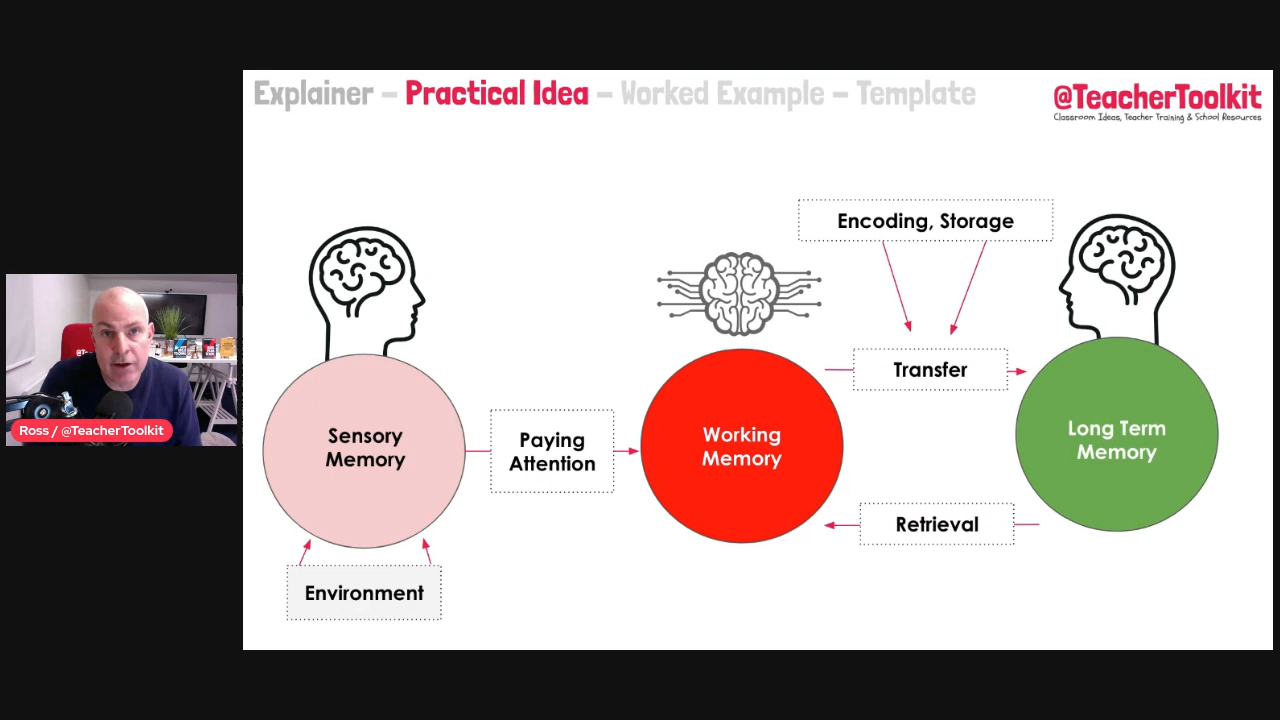 Explainer – Practical Idea – Worked Example – Template
@TeacherToolkit
Classroom Ideas, Teacher Training & School Resources
Encoding, Storage
Transfer
Sensory
Memory
Paying
Attention
Working
Memory
Long Term
Memory
Retrieval
Environment
Ross / @TeacherToolkit